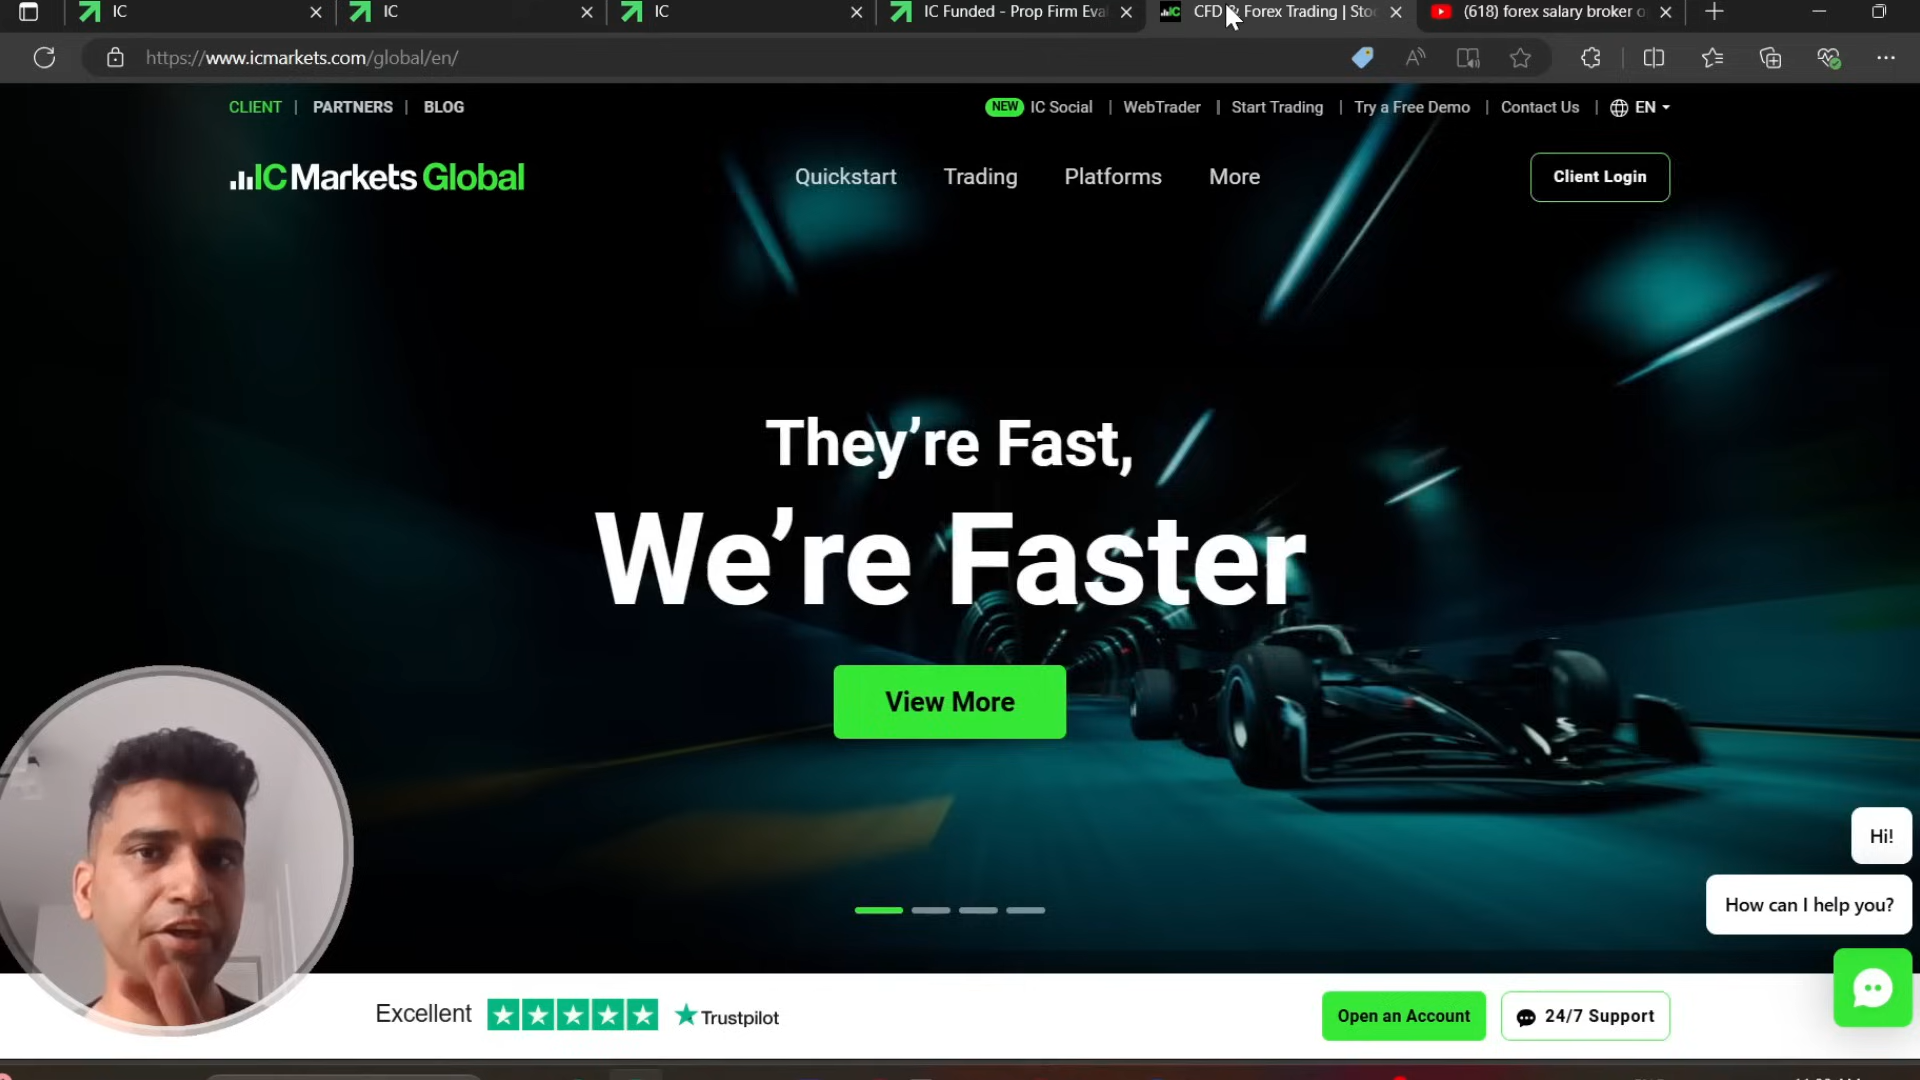 IC
IC
IC
IC Funded - Prop Firm Eva
CFD & Forex Trading | Sto
(618) forex salary broker o
https://www.icmarkets.com/global/en/
CLIENT | PARTNERS | BLOG
NEW IC Social | WebTrader | Start Trading | Try a Free Demo | Contact Us | EN
IC Markets Global
Quickstart Trading Platforms More
Client Login
They’re Fast,
We’re Faster
View More
Hi!
How can I help you?
Excellent Trustpilot
Open an Account
24/7 Support